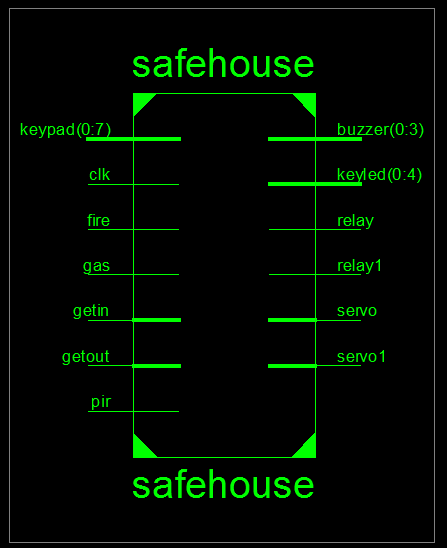 safehouse
keypad(0:7) buzzer(0:3)
clk keyled(0:4)
fire relay
gas relay1
getin servo
getout servo1
pir
safehouse